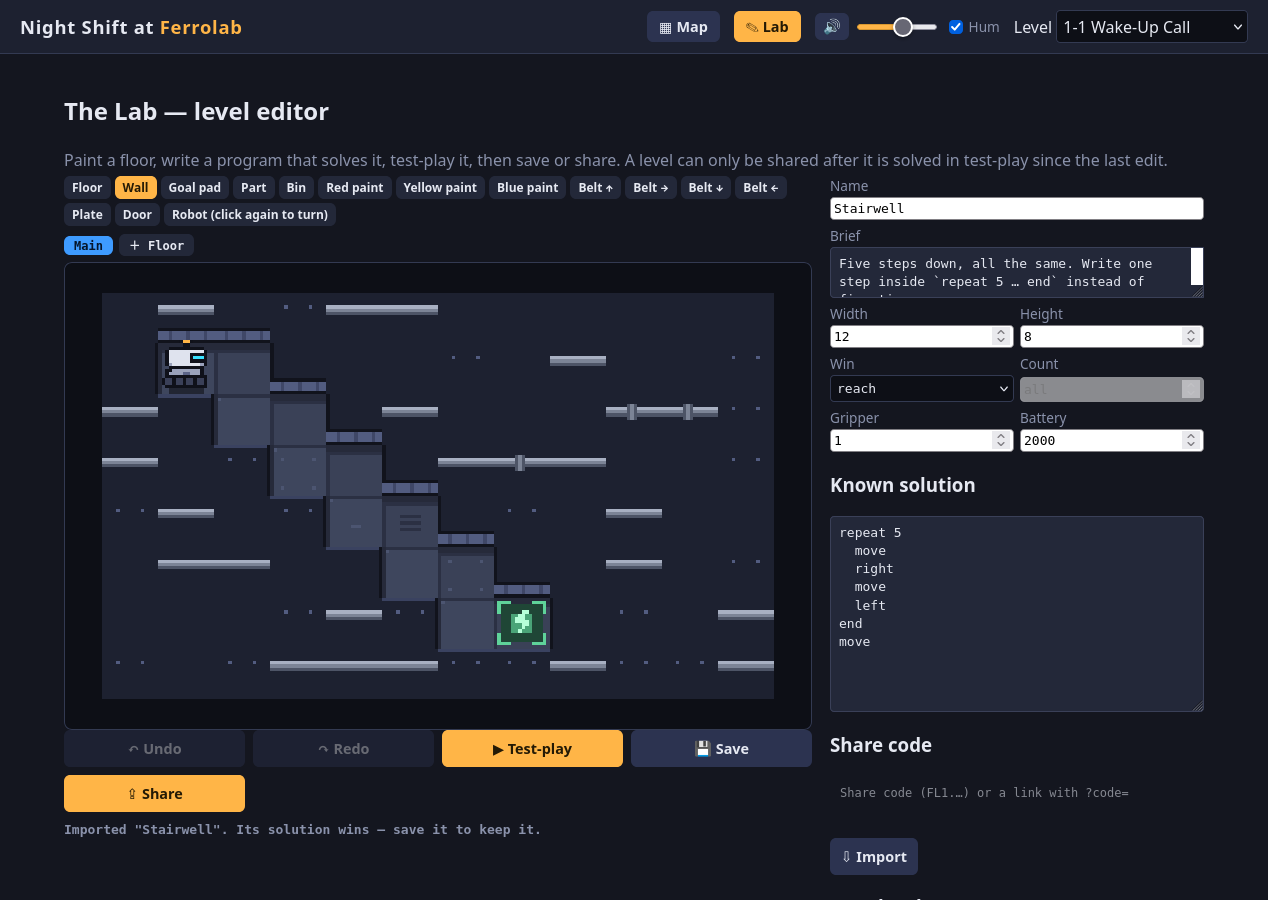 Night Shift at Ferrolab
▦ Map
✎ Lab
🔊
Hum
Level
1-1 Wake-Up Call
The Lab — level editor
Paint a floor, write a program that solves it, test-play it, then save or share. A level can only be shared after it is solved in test-play since the last edit.
Floor
Wall
Goal pad
Part
Bin
Red paint
Yellow paint
Blue paint
Belt ↑
Belt →
Belt ↓
Belt ←
Plate
Door
Robot (click again to turn)
Main
+ Floor
↶ Undo
↷ Redo
▶ Test-play
💾 Save
⇪ Share
Imported "Stairwell". Its solution wins — save it to keep it.
Name
Stairwell
Brief
Five steps down, all the same. Write one
step inside `repeat 5 … end` instead of
Width
Height
12
8
Win
Count
reach
all
Gripper
Battery
1
2000
Known solution
repeat 5
  move
  right
  move
  left
end
move
Share code
Share code (FL1.…) or a link with ?code=
⇩ Import